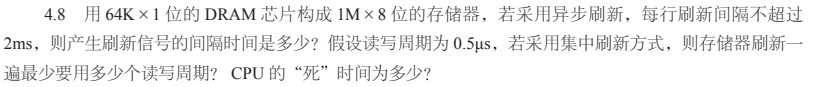 4.8 用 64K×1 位的 DRAM 芯片构成 1M×8 位的存储器，若采用异步刷新，每行刷新间隔不超过
2ms，则产生刷新信号的间隔时间是多少？假设读写周期为 0.5μs，若采用集中刷新方式，则存储器刷新一
遍最少要用多少个读写周期？ CPU 的“死”时间为多少？